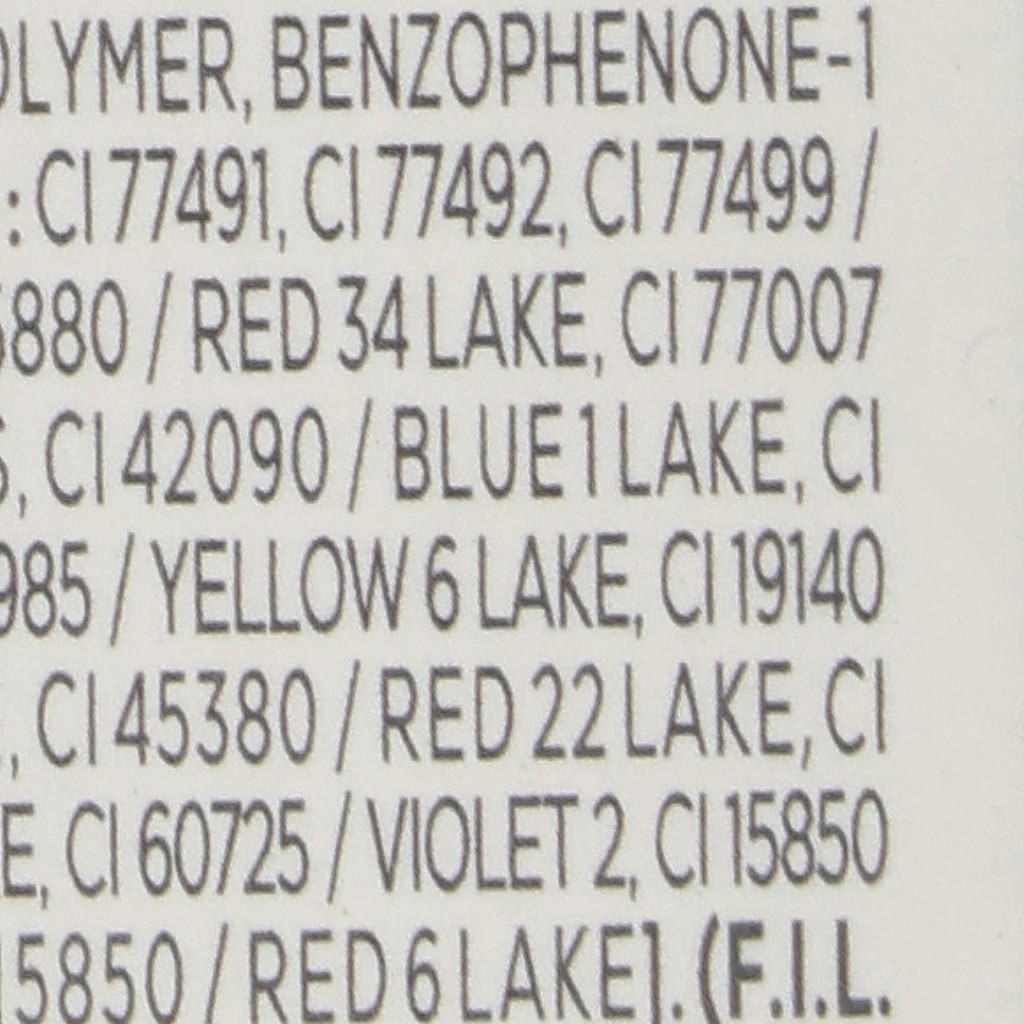 OLYMER, BENZOPHENONE-1
: CI 77491, CI 77492, CI 77499 /
5880 / RED 34 LAKE, CI 77007
S, CI 42090 / BLUE 1 LAKE, CI
985 / YELLOW 6 LAKE, CI 19140
, CI 45380 / RED 22 LAKE, CI
E, CI 60725 / VIOLET 2, CI 15850
15850 / RED 6 LAKE]. (F.I.L.